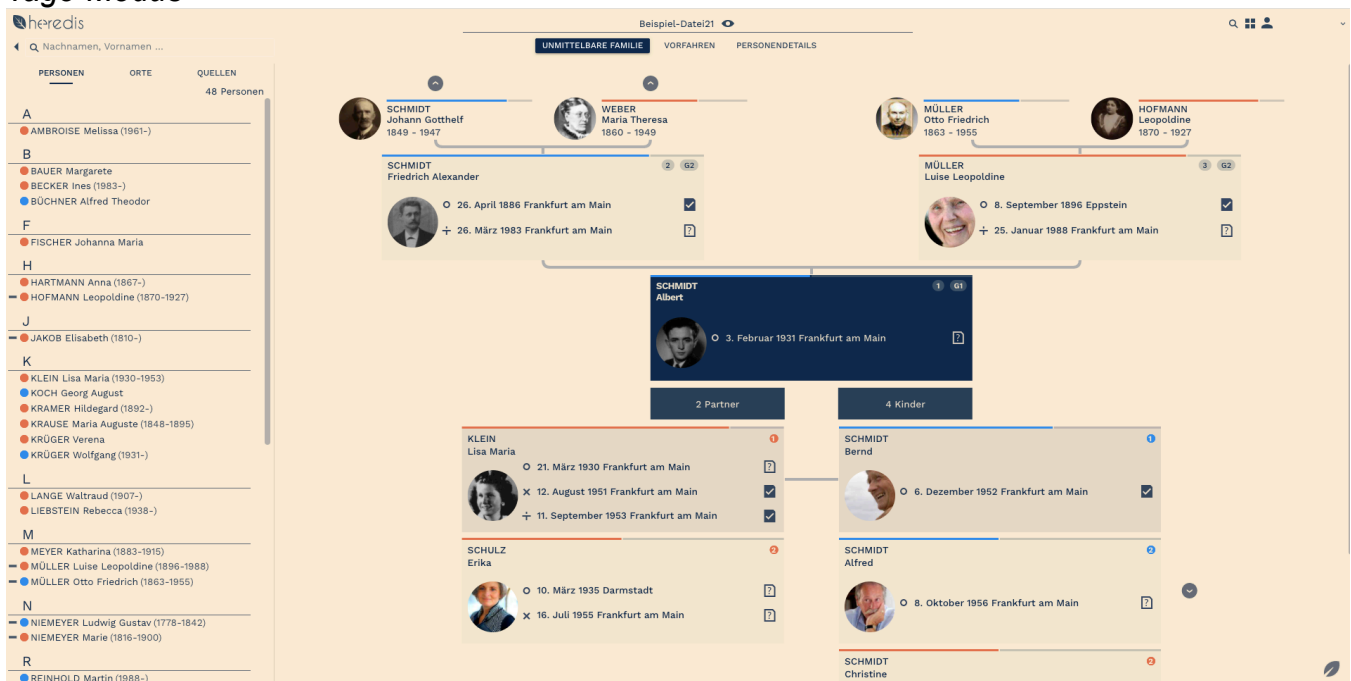 Tage-Modus
heredis
Beispiel-Datei21
Nachnamen, Vornamen ...
UNMITTELBARE FAMILIE VORFAHREN PERSONENDETAILS
PERSONEN ORTE QUELLEN
48 Personen
A
AMBROISE Melissa (1961-)
B
BAUER Margarete
BECKER Ines (1983-)
BÜCHNER Alfred Theodor
F
FISCHER Johanna Maria
H
HARTMANN Anna (1867-)
HOFMANN Leopoldine (1870-1927)
J
JAKOB Elisabeth (1810-)
K
KLEIN Lisa Maria (1930-1953)
KOCH Georg August
KRAMER Hildegard (1892-)
KRAUSE Maria Auguste (1848-1895)
KRÜGER Verena
KRÜGER Wolfgang (1931-)
L
LANGE Waltraud (1907-)
LIEBSTEIN Rebecca (1938-)
M
MEYER Katharina (1883-1915)
MÜLLER Luise Leopoldine (1896-1988)
MÜLLER Otto Friedrich (1863-1955)
N
NIEMEYER Ludwig Gustav (1778-1842)
NIEMEYER Marie (1816-1900)
R
REINHOLD Martin (1988-)
SCHMIDT
Johann Gotthelf
1849 - 1947
WEBER
Maria Theresa
1860 - 1949
MÜLLER
Otto Friedrich
1863 - 1955
HOFMANN
Leopoldine
1870 - 1927
SCHMIDT 2 G2
Friedrich Alexander
26. April 1886 Frankfurt am Main
26. März 1983 Frankfurt am Main ?
MÜLLER 3 G2
Luise Leopoldine
8. September 1896 Eppstein
25. Januar 1988 Frankfurt am Main ?
SCHMIDT 1 G1
Albert
3. Februar 1931 Frankfurt am Main ?
2 Partner
4 Kinder
KLEIN 1
Lisa Maria
21. März 1930 Frankfurt am Main ?
12. August 1951 Frankfurt am Main
11. September 1953 Frankfurt am Main
SCHULZ 2
Erika
10. März 1935 Darmstadt ?
16. Juli 1955 Frankfurt am Main ?
SCHMIDT 1
Bernd
6. Dezember 1952 Frankfurt am Main
SCHMIDT 2
Alfred
8. Oktober 1956 Frankfurt am Main ?
SCHMIDT 2
Christine